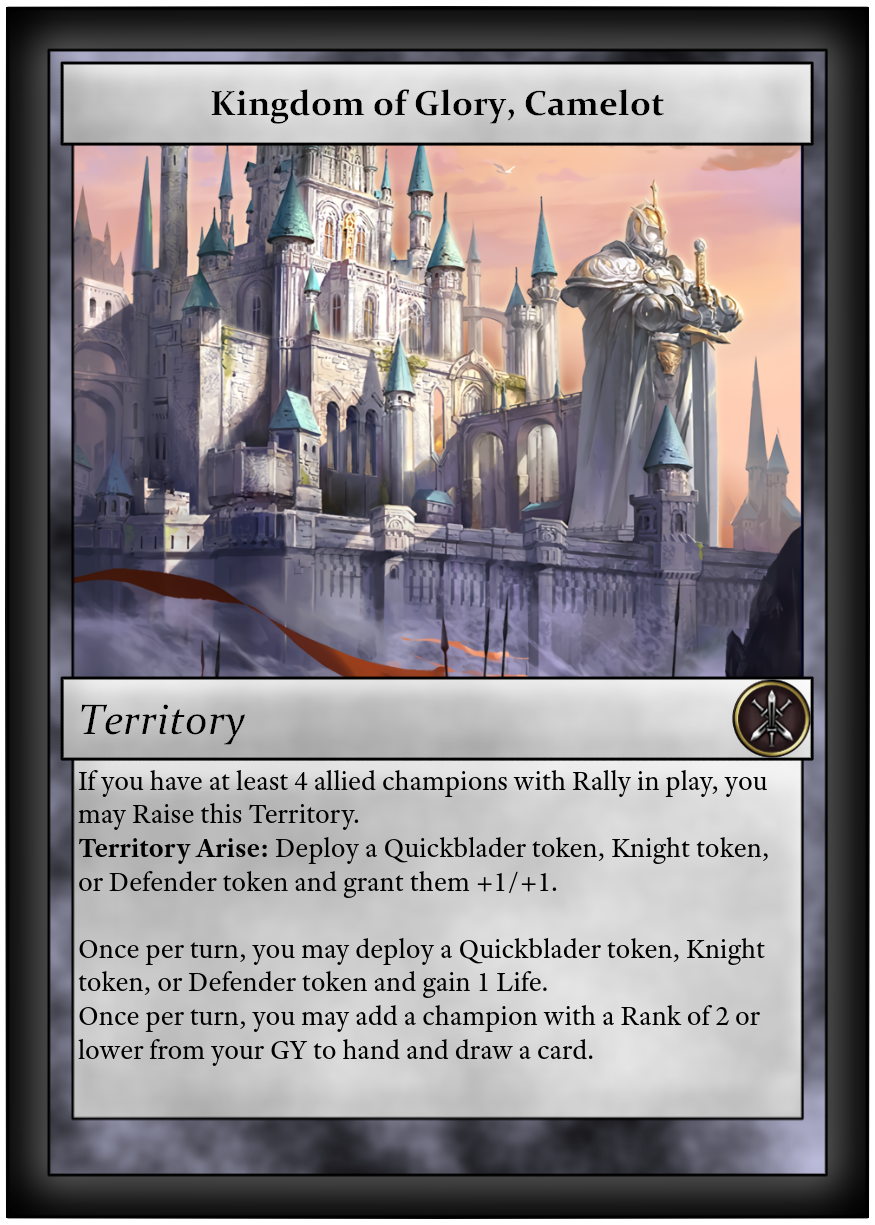 Kingdom of Glory, Camelot
Territory
If you have at least 4 allied champions with Rally in play, you
may Raise this Territory.
Territory Arise: Deploy a Quickblader token, Knight token,
or Defender token and grant them +1/+1.
Once per turn, you may deploy a Quickblader token, Knight
token, or Defender token and gain 1 Life.
Once per turn, you may add a champion with a Rank of 2 or
lower from your GY to hand and draw a card.